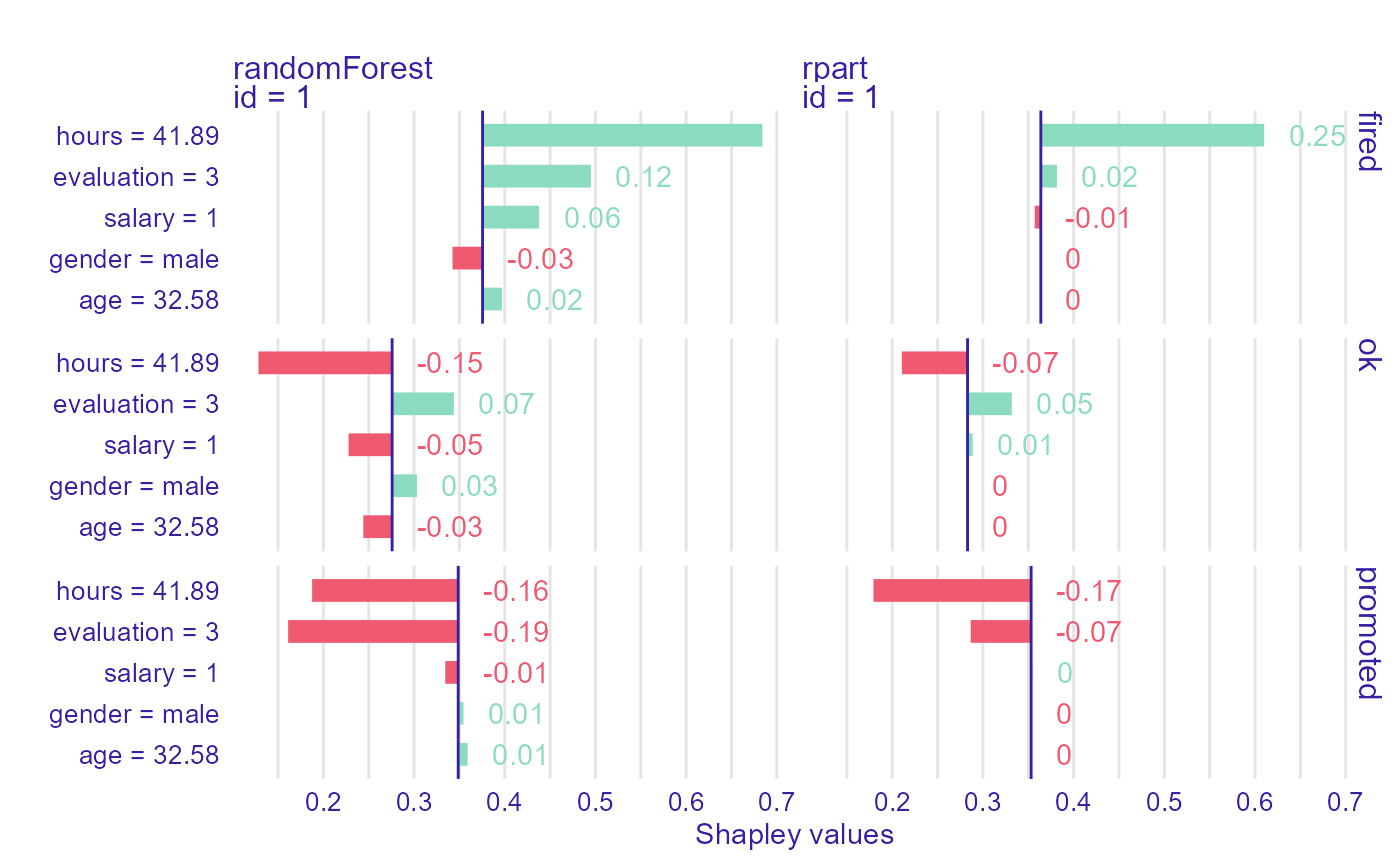 randomForest
id = 1
rpart
id = 1
fired
hours = 41.89
0.25
evaluation = 3
0.12
0.02
salary = 1
0.06
-0.01
gender = male
-0.03
0
age = 32.58
0.02
0
ok
hours = 41.89
-0.15
-0.07
evaluation = 3
0.07
0.05
salary = 1
-0.05
0.01
gender = male
0.03
0
age = 32.58
-0.03
0
promoted
hours = 41.89
-0.16
-0.17
evaluation = 3
-0.19
-0.07
salary = 1
-0.01
0
gender = male
0.01
0
age = 32.58
0.01
0
0.2 0.3 0.4 0.5 0.6 0.7
0.2 0.3 0.4 0.5 0.6 0.7
Shapley values